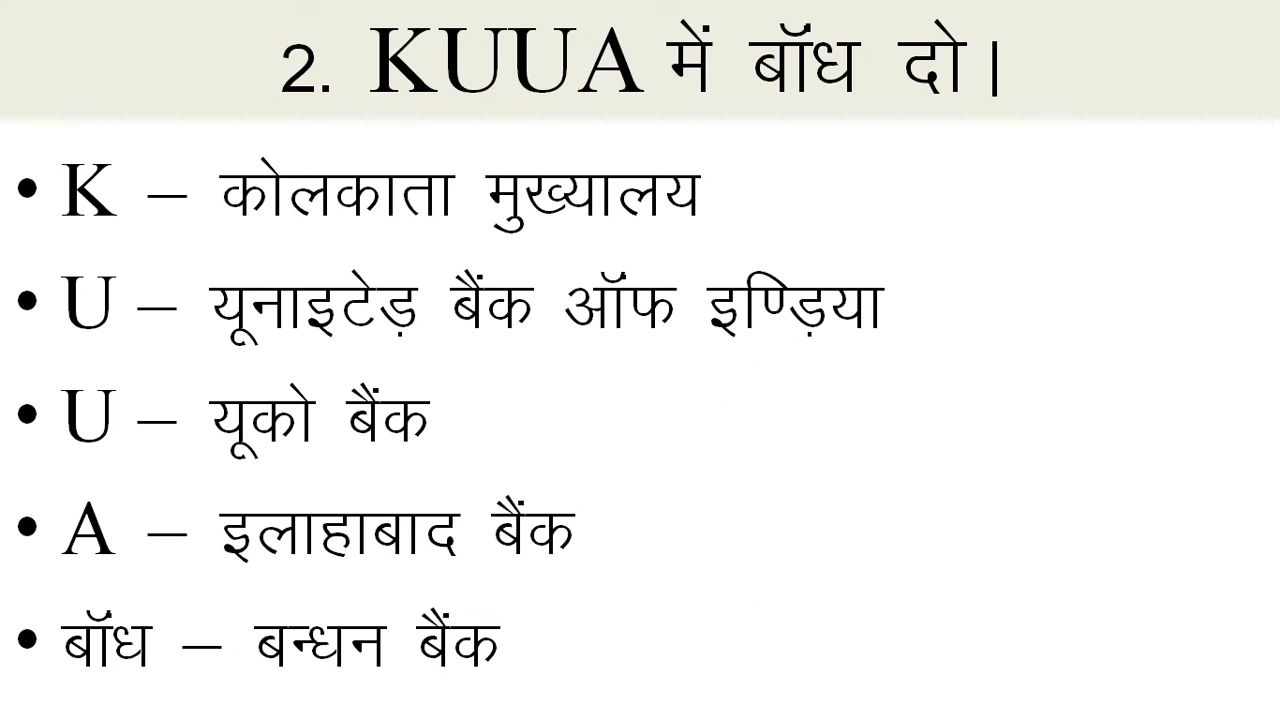 2. KUUA में बॉध दो।
• K – कोलकाता मुख्यालय
• U – यूनाइटेड़ बैंक ऑफ इण्ड़िया
• U – यूको बैंक
• A – इलाहाबाद बैंक
• बॉध – बन्धन बैंक